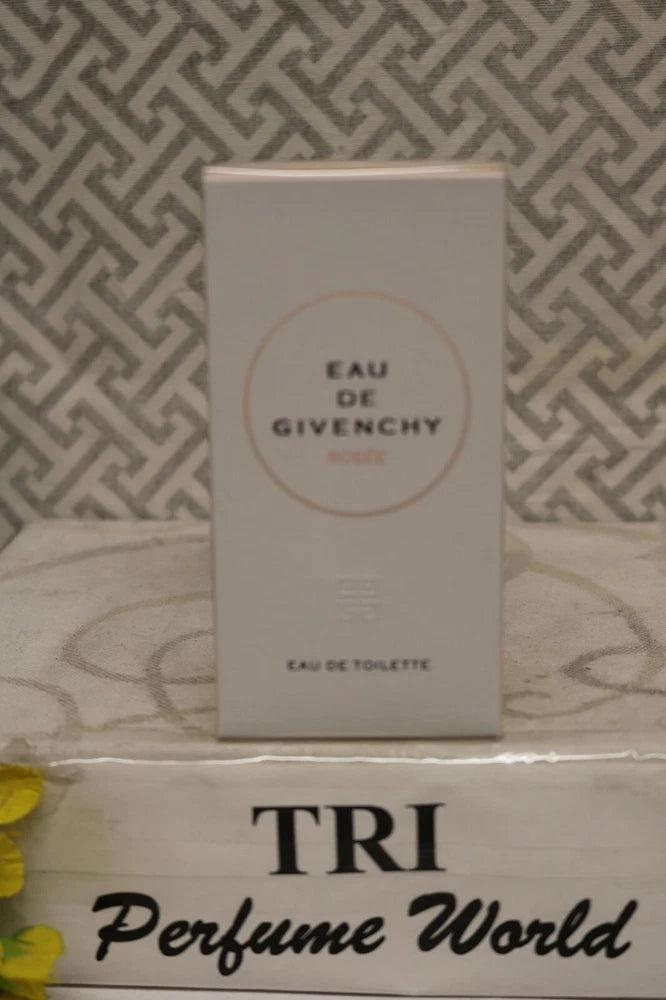 EAU
DE
GIVENCHY
ROSÉE
EAU DE TOILETTE
TRI
Perfume World